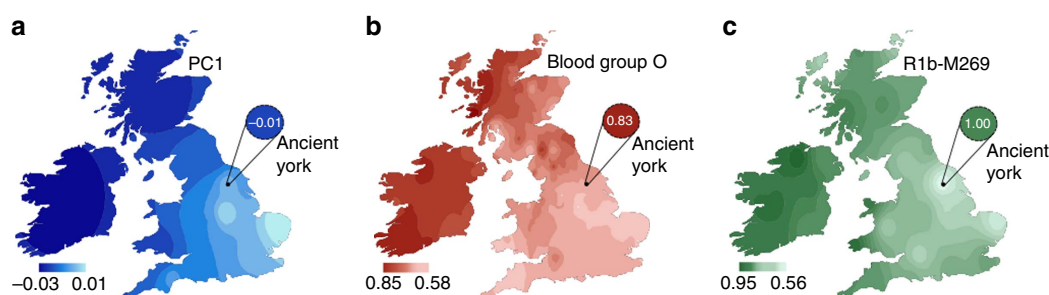 a
PC1
−0.01
Ancient
york
−0.03 0.01
b
Blood group O
0.83
Ancient
york
0.85 0.58
c
R1b-M269
1.00
Ancient
york
0.95 0.56